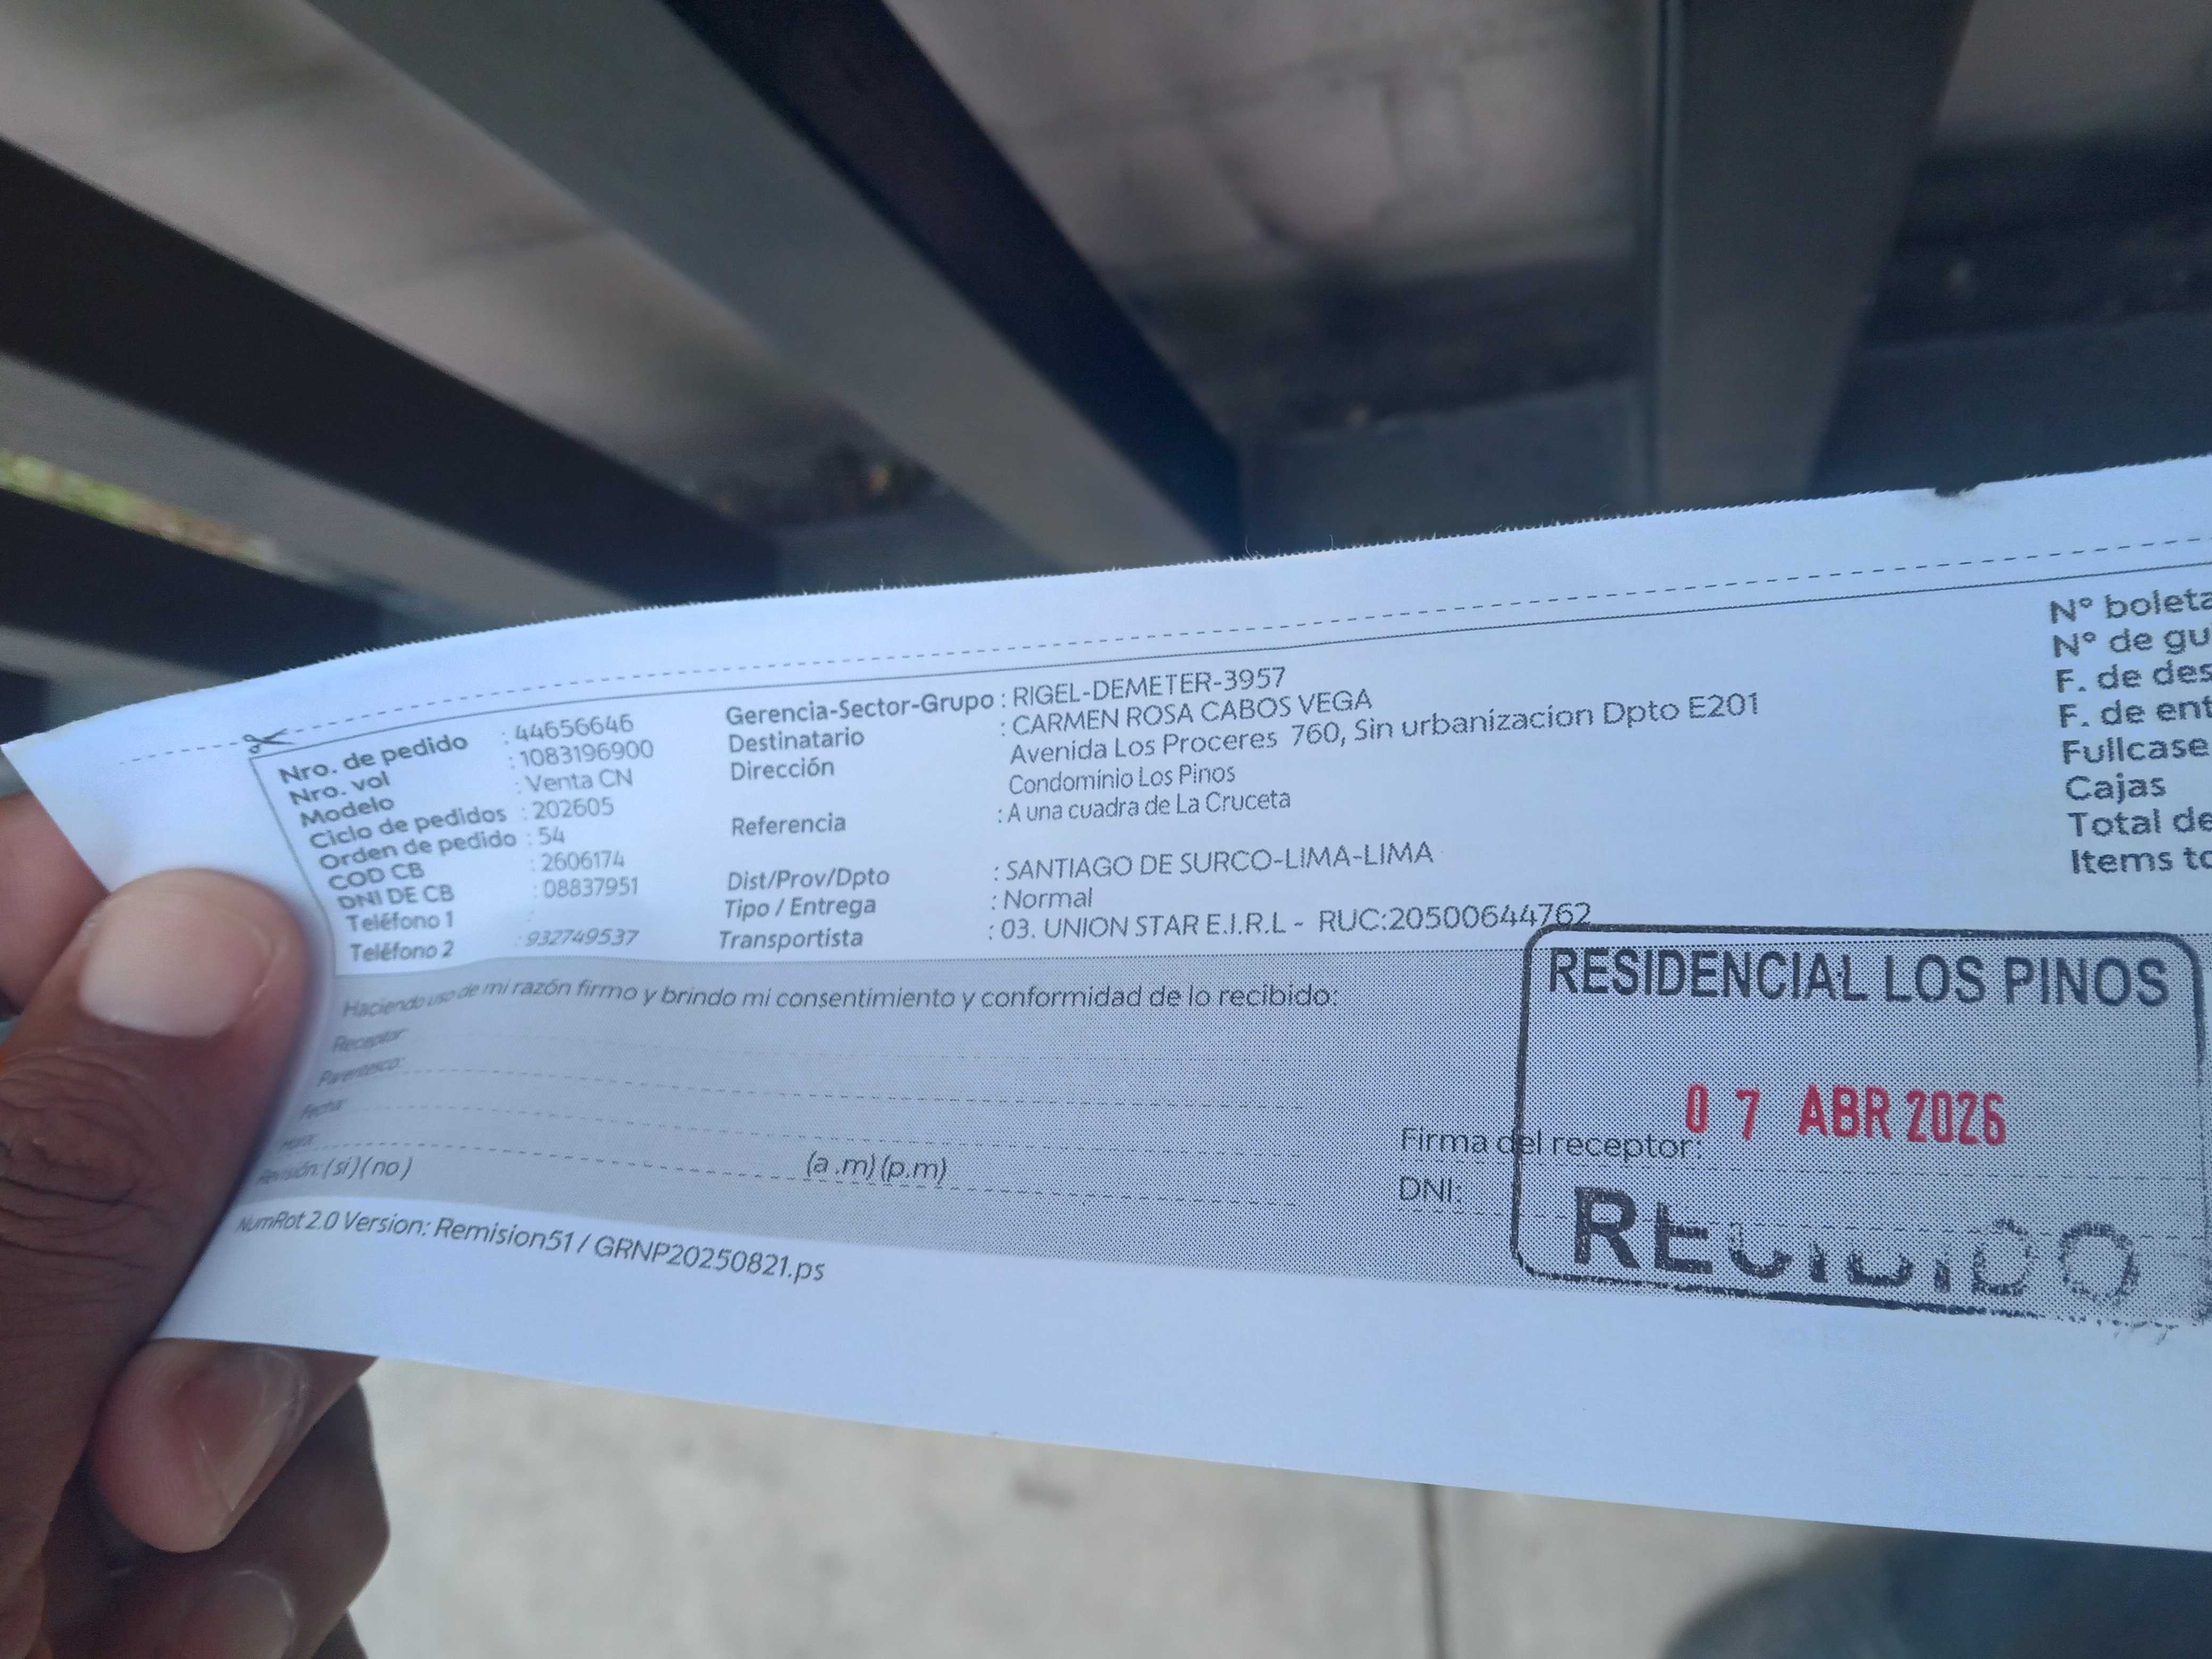 Nro. de pedido : 44656646
Nro. vol : 1083196900
Modelo : Venta CN
Ciclo de pedidos : 202605
Orden de pedido : 54
COD CB : 2606174
DNI DE CB : 08837951
Teléfono 1 :
Teléfono 2 : 932749537
Gerencia-Sector-Grupo : RIGEL-DEMETER-3957
Destinatario : CARMEN ROSA CABOS VEGA
Dirección Avenida Los Proceres 760, Sin urbanizacion Dpto E201
Condominio Los Pinos
Referencia : A una cuadra de La Cruceta
Dist/Prov/Dpto : SANTIAGO DE SURCO-LIMA-LIMA
Tipo / Entrega : Normal
Transportista : 03. UNION STAR E.I.R.L - RUC:20500644762
N° boleta
N° de gu
F. de des
F. de ent
Fullcase
Cajas
Total de
Items to
Haciendo uso de mi razón firmo y brindo mi consentimiento y conformidad de lo recibido:
Receptor:
Parentesco:
Fecha:
Hora: (a .m) (p.m)
Revisión: ( si ) ( no )
Firma del receptor:
DNI:
RESIDENCIAL LOS PINOS
07 ABR 2026
RECIBIDO
NumRot 2.0 Version: Remision51 / GRNP20250821.ps